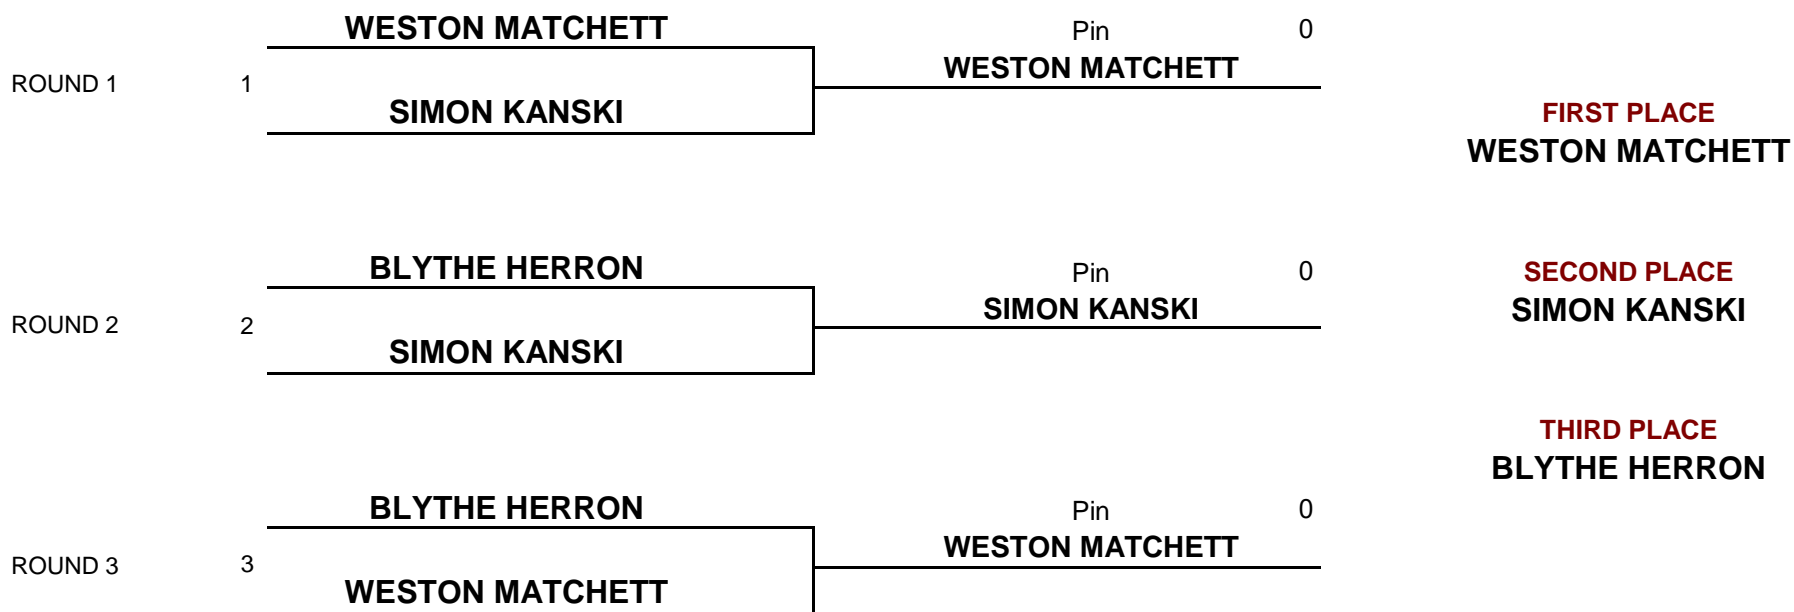 WESTON MATCHETT
Pin 0
WESTON MATCHETT
ROUND 1 1
SIMON KANSKI
FIRST PLACE
WESTON MATCHETT
BLYTHE HERRON
Pin 0
SECOND PLACE
SIMON KANSKI
SIMON KANSKI
ROUND 2 2
SIMON KANSKI
THIRD PLACE
BLYTHE HERRON
BLYTHE HERRON
Pin 0
WESTON MATCHETT
ROUND 3 3
WESTON MATCHETT